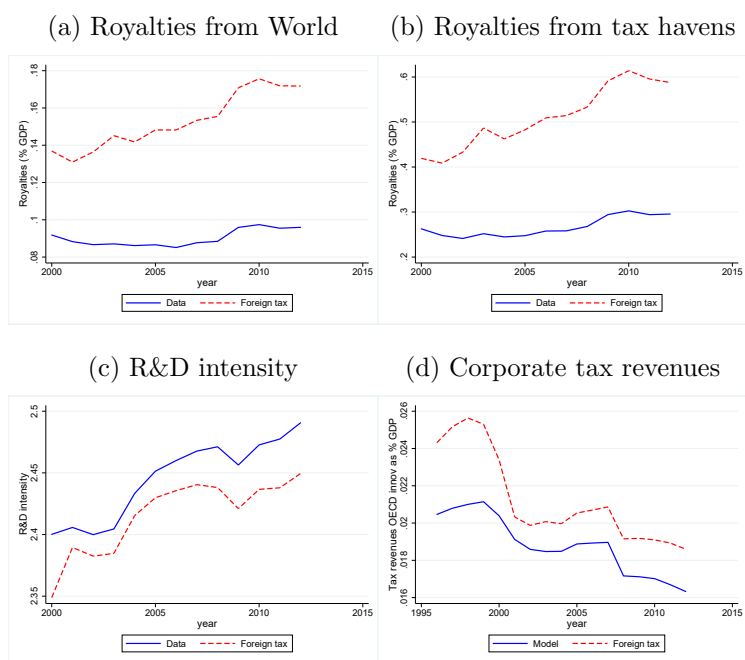 (a) Royalties from World
(b) Royalties from tax havens
Royalties (% GDP)
.18
.16
.14
.12
.1
.08
2000 2005 2010 2015
year
Data Foreign tax
Royalties (% GDP)
.6
.5
.4
.3
.2
2000 2005 2010 2015
year
Data Foreign tax
(c) R&D intensity
(d) Corporate tax revenues
R&D intensity
2.5
2.45
2.4
2.35
2000 2005 2010 2015
year
Data Foreign tax
Tax revenues OECD innov as % GDP
.026
.024
.022
.02
.018
.016
1995 2000 2005 2010 2015
year
Model Foreign tax